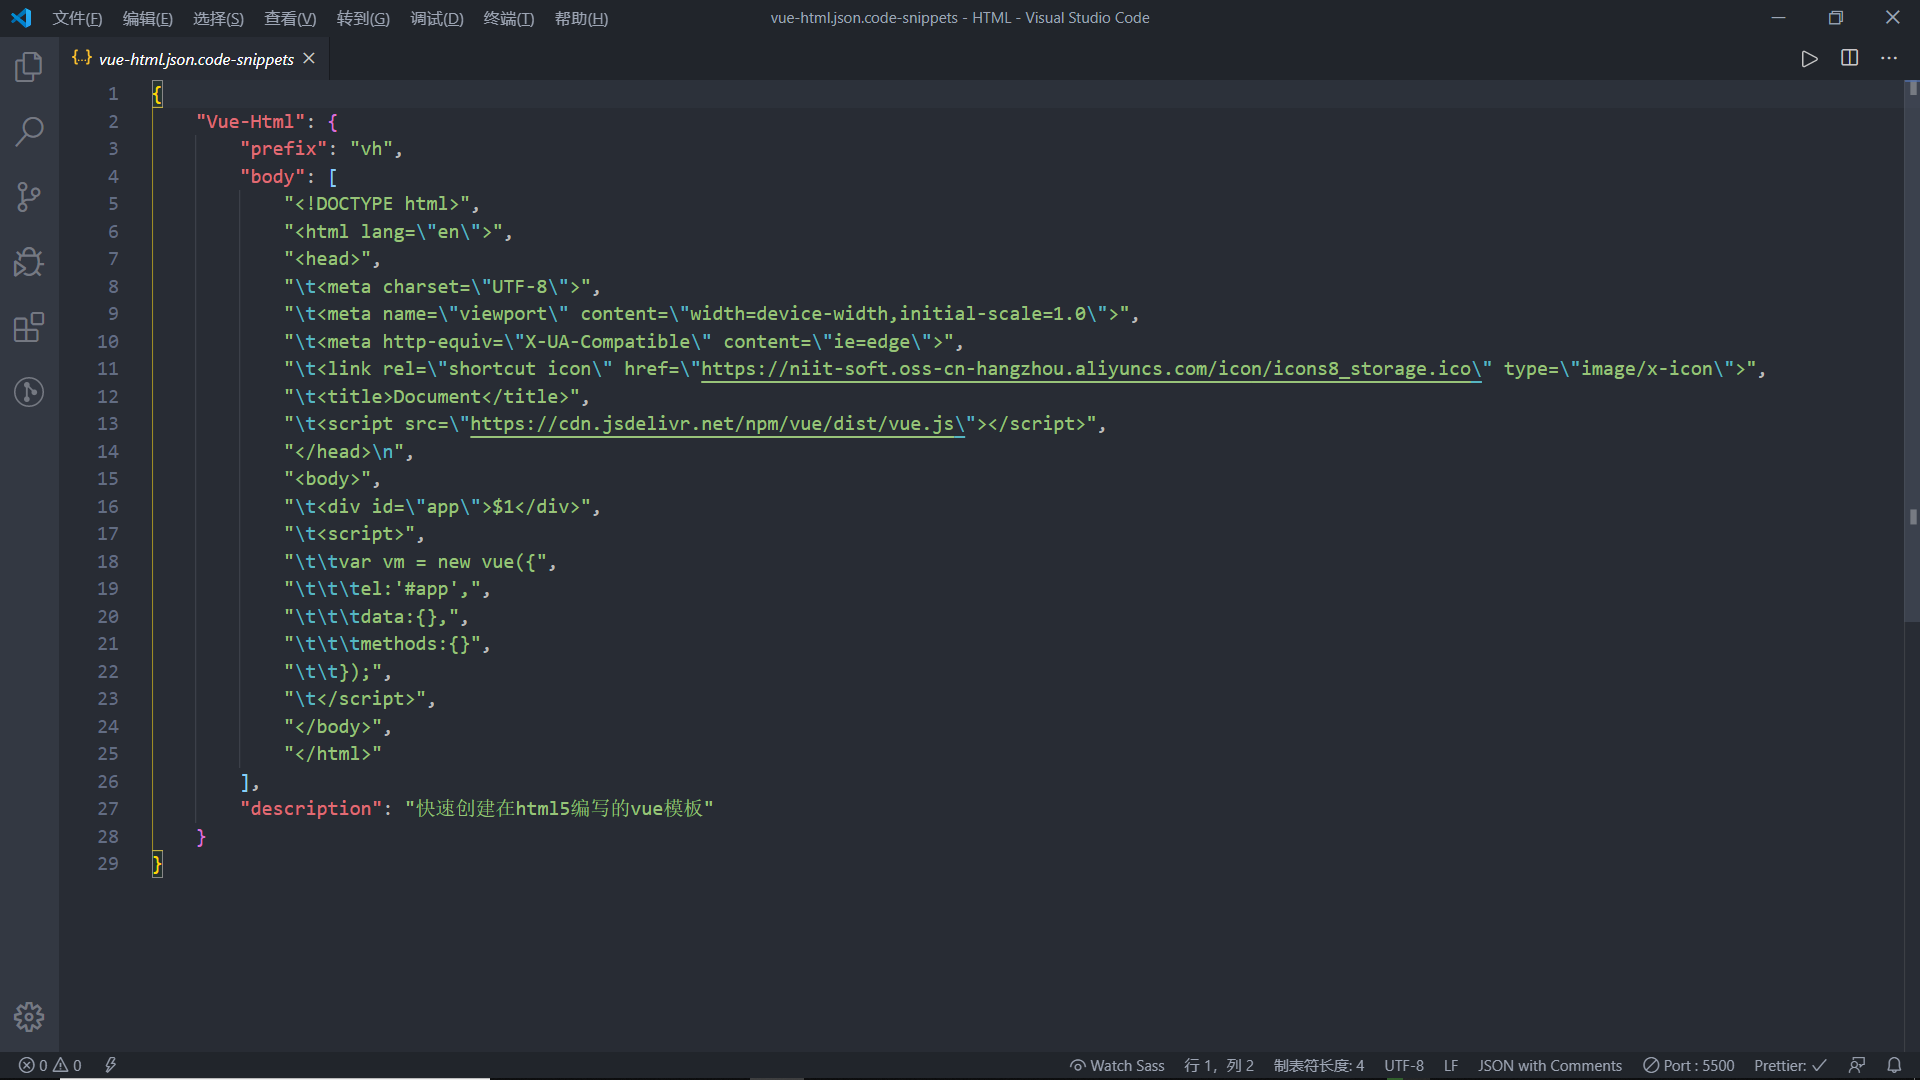 文件(F) 编辑(E) 选择(S) 查看(V) 转到(G) 调试(D) 终端(T) 帮助(H) vue-html.json.code-snippets - HTML - Visual Studio Code
{..} vue-html.json.code-snippets
1 {
2 "Vue-Html": {
3 "prefix": "vh",
4 "body": [
5 "<!DOCTYPE html>",
6 "<html lang=\"en\">",
7 "<head>",
8 "\t<meta charset=\"UTF-8\">",
9 "\t<meta name=\"viewport\" content=\"width=device-width,initial-scale=1.0\">",
10 "\t<meta http-equiv=\"X-UA-Compatible\" content=\"ie=edge\">",
11 "\t<link rel=\"shortcut icon\" href=\"https://niit-soft.oss-cn-hangzhou.aliyuncs.com/icon/icons8_storage.ico\" type=\"image/x-icon\">",
12 "\t<title>Document</title>",
13 "\t<script src=\"https://cdn.jsdelivr.net/npm/vue/dist/vue.js\"></script>",
14 "</head>\n",
15 "<body>",
16 "\t<div id=\"app\">$1</div>",
17 "\t<script>",
18 "\t\tvar vm = new vue({",
19 "\t\t\tel:'#app',",
20 "\t\t\tdata:{},",
21 "\t\t\tmethods:{}",
22 "\t\t});",
23 "\t</script>",
24 "</body>",
25 "</html>"
26 ],
27 "description": "快速创建在html5编写的vue模板"
28 }
29 }
0 0 Watch Sass 行 1，列 2 制表符长度: 4 UTF-8 LF JSON with Comments Port : 5500 Prettier: ✓